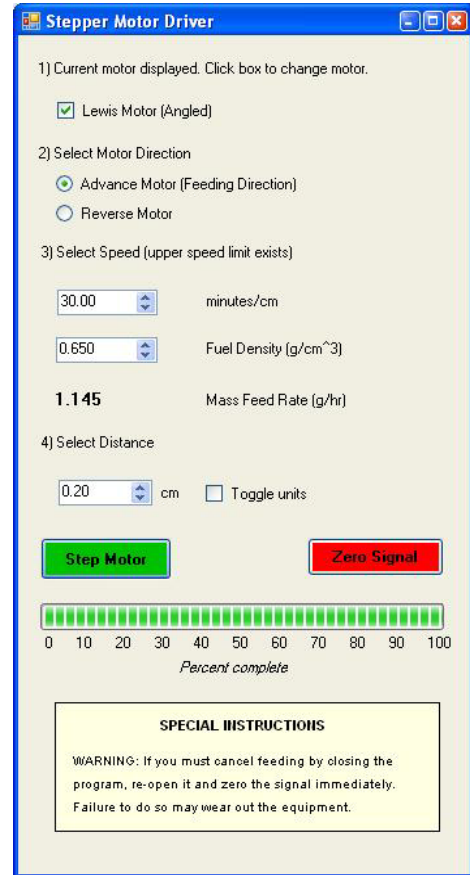 Stepper Motor Driver
1) Current motor displayed. Click box to change motor.
Lewis Motor (Angled)
2) Select Motor Direction
Advance Motor (Feeding Direction)
Reverse Motor
3) Select Speed (upper speed limit exists)
30.00 minutes/cm
0.650 Fuel Density (g/cm^3)
1.145 Mass Feed Rate (g/hr)
4) Select Distance
0.20 cm Toggle units
Step Motor Zero Signal
0 10 20 30 40 50 60 70 80 90 100
Percent complete
SPECIAL INSTRUCTIONS
WARNING: If you must cancel feeding by closing the
program, re-open it and zero the signal immediately.
Failure to do so may wear out the equipment.